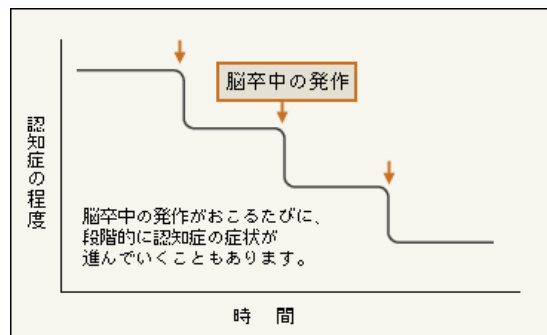 脳卒中の発作
認知症の程度
脳卒中の発作がおこるたびに、
段階的に認知症の症状が
進んでいくこともあります。
時 間